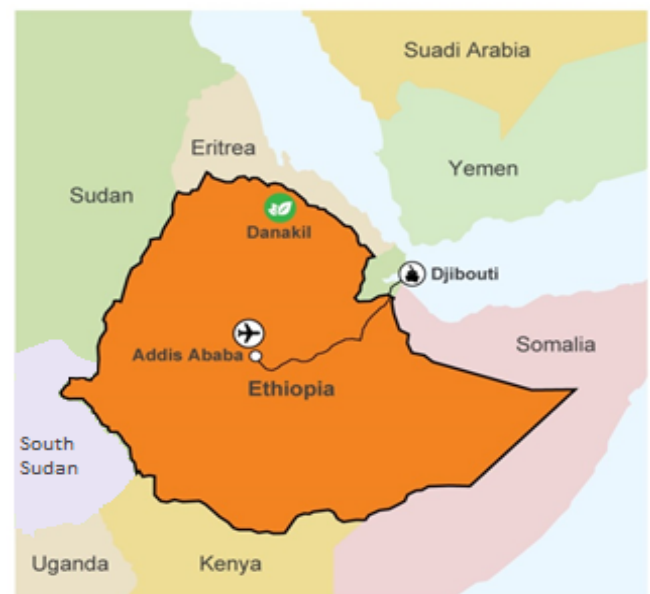 Suadi Arabia
Eritrea
Yemen
Sudan
Danakil
Djibouti
Addis Ababa
Somalia
Ethiopia
South
Sudan
Uganda
Kenya